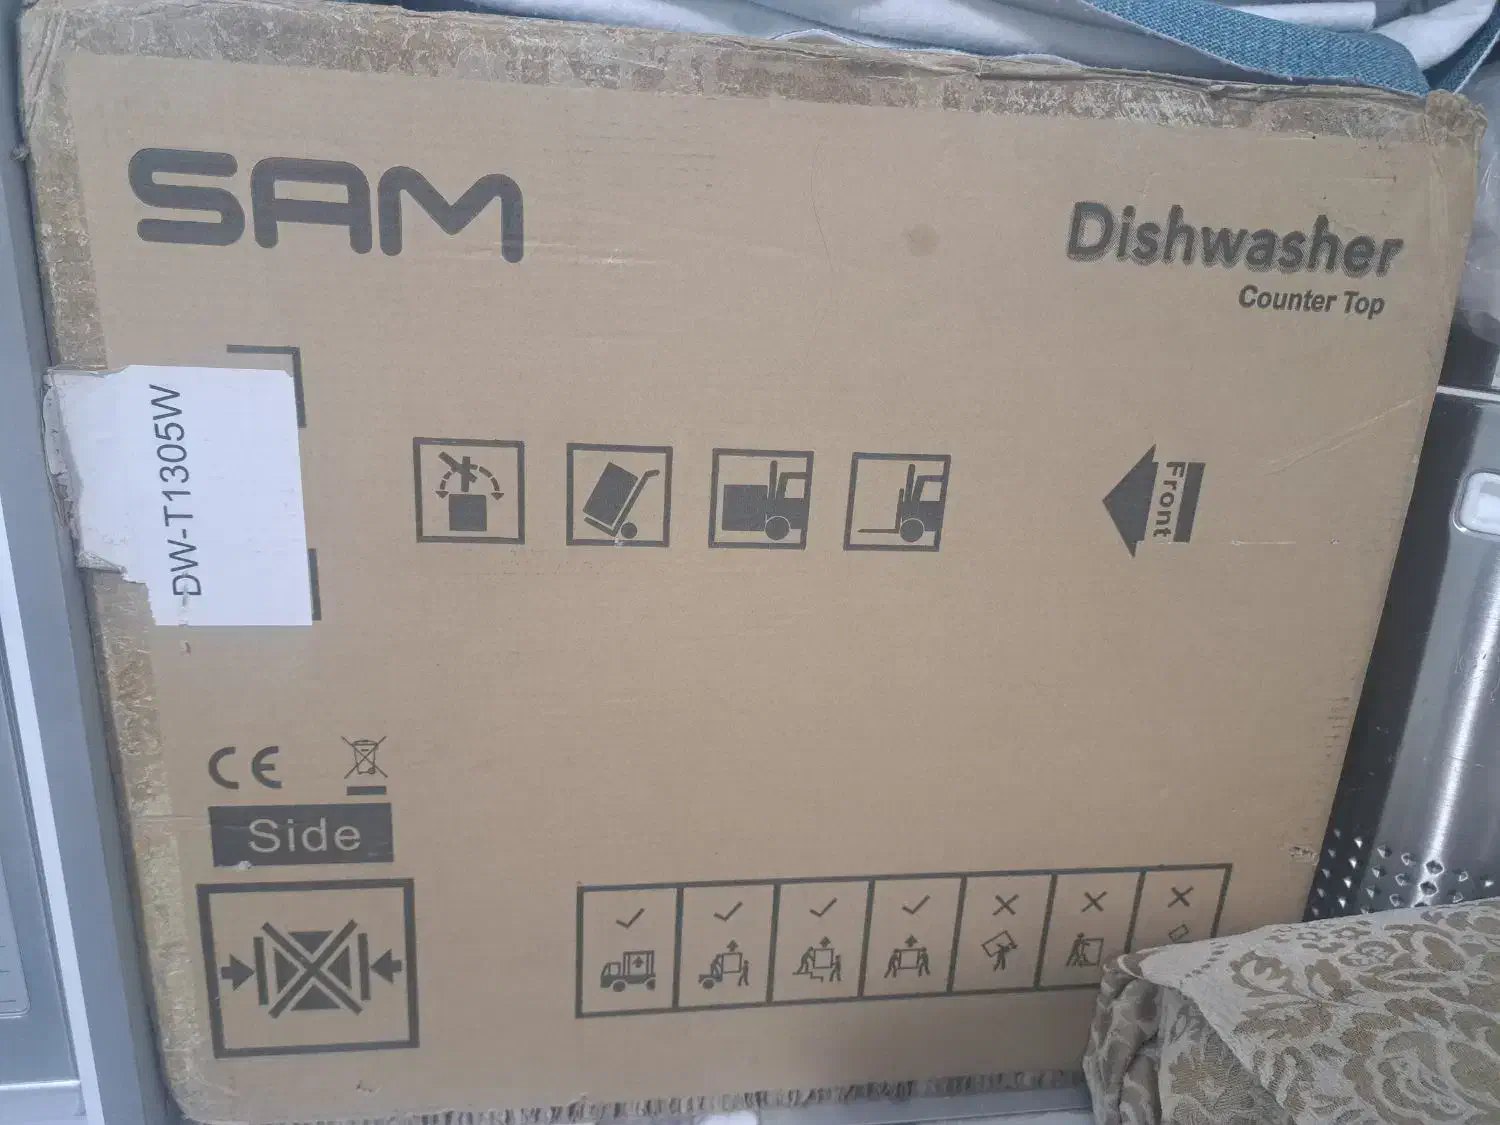 SAM
Dishwasher
Counter Top
DW-T1305W
Front
CE
Side